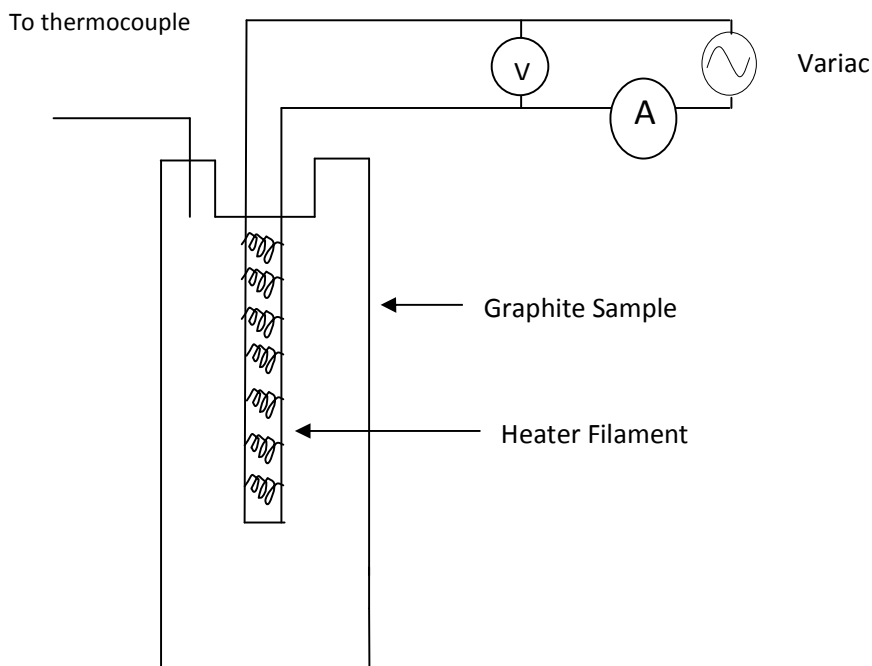 To thermocouple
V
Variac
A
Graphite Sample
Heater Filament